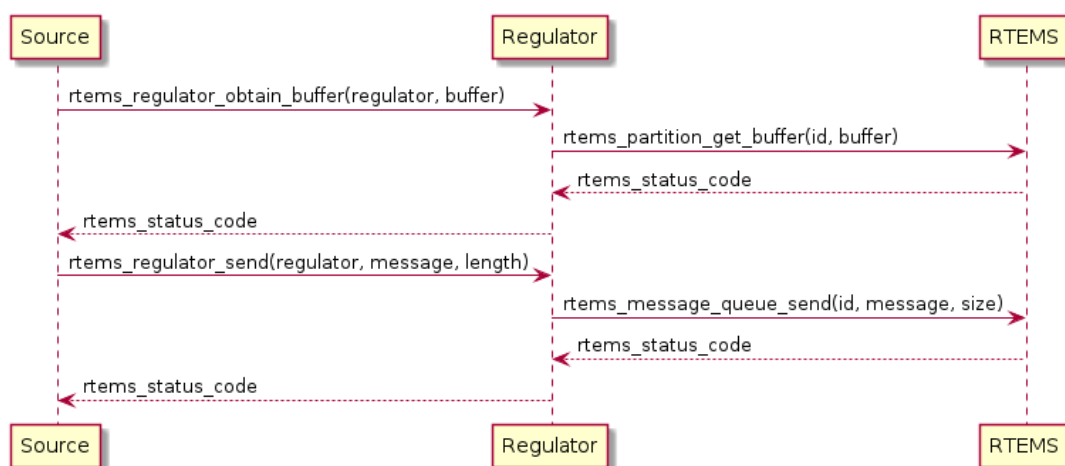 Source Regulator RTEMS
rtems_regulator_obtain_buffer(regulator, buffer)
rtems_partition_get_buffer(id, buffer)
rtems_status_code
rtems_status_code
rtems_regulator_send(regulator, message, length)
rtems_message_queue_send(id, message, size)
rtems_status_code
rtems_status_code
Source Regulator RTEMS